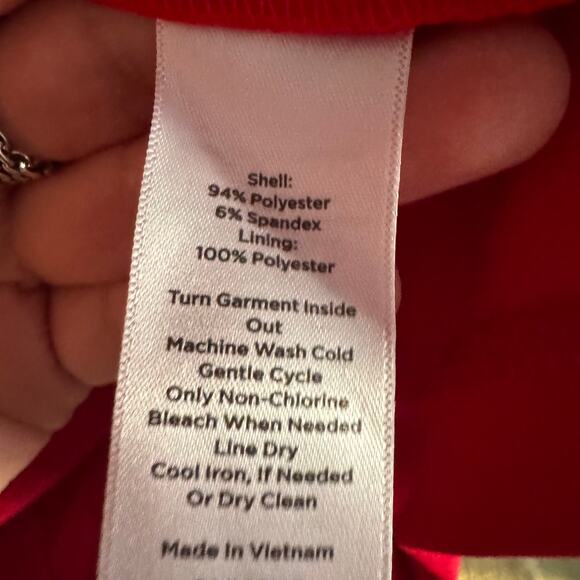 Shell:
94% Polyester
6% Spandex
Lining:
100% Polyester
Turn Garment Inside
Out
Machine Wash Cold
Gentle Cycle
Only Non-Chlorine
Bleach When Needed
Line Dry
Cool Iron, If Needed
Or Dry Clean
Made In Vietnam